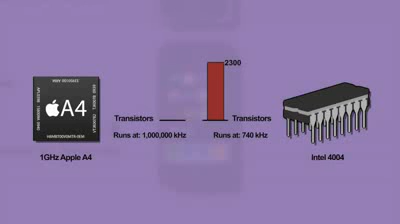 2300
A4
Transistors
Transistors
Runs at: 1,000,000 kHz
Runs at: 740 kHz
1GHz Apple A4
Intel 4004